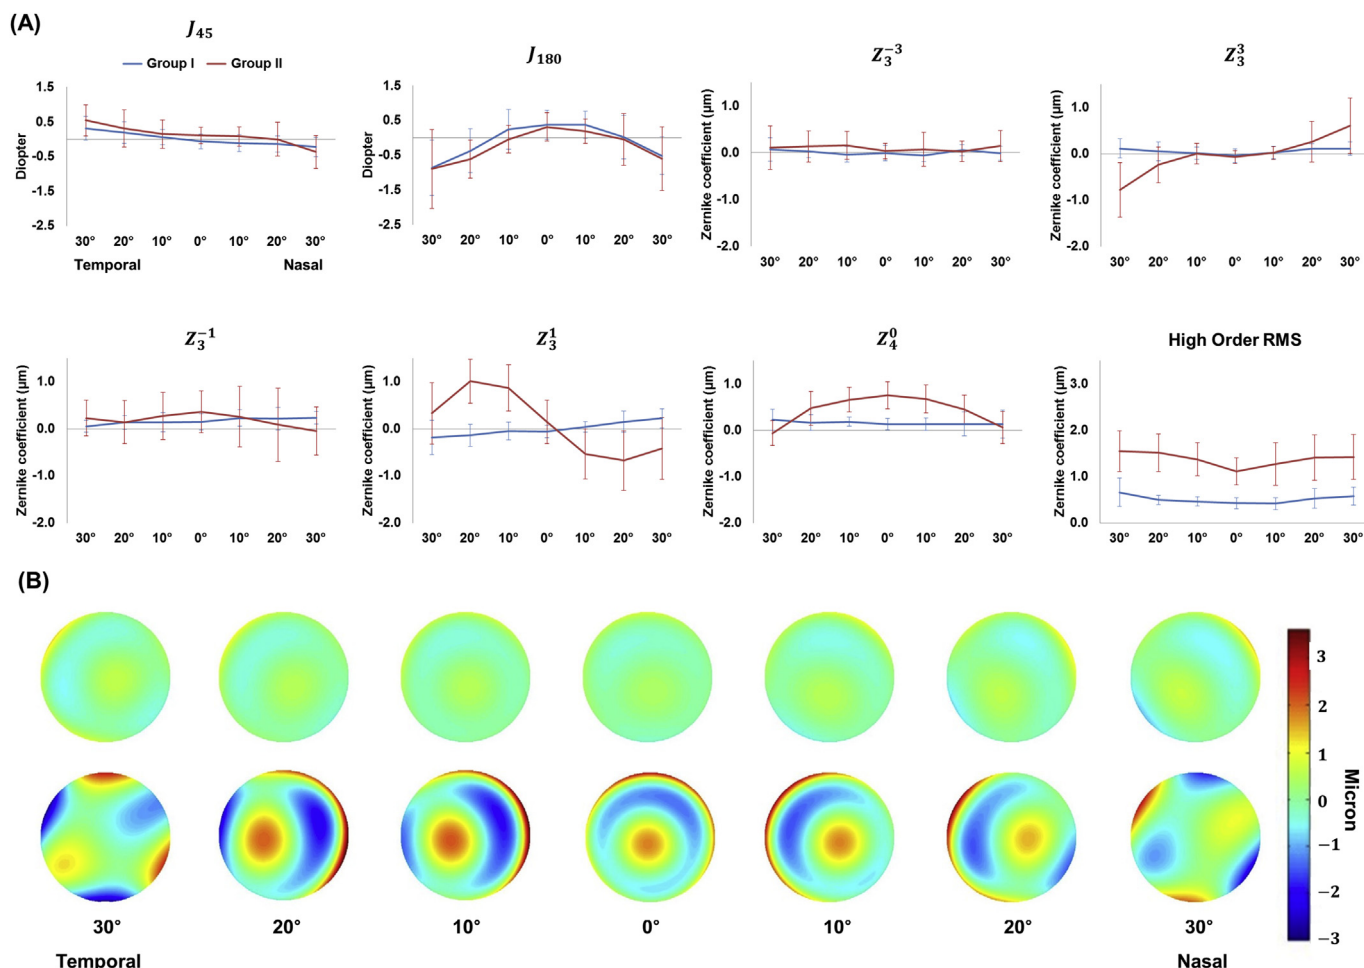 (A)
J₄₅
Group I Group II
Diopter
1.5
0.5
-0.5
-1.5
-2.5
30° 20° 10° 0° 10° 20° 30°
Temporal Nasal
J₁₈₀
Diopter
1.5
0.5
-0.5
-1.5
-2.5
30° 20° 10° 0° 10° 20° 30°
Z₃⁻³
Zernike coefficient (µm)
1.0
0.0
-1.0
-2.0
30° 20° 10° 0° 10° 20° 30°
Z₃³
Zernike coefficient (µm)
1.0
0.0
-1.0
-2.0
30° 20° 10° 0° 10° 20° 30°
Z₃⁻¹
Zernike coefficient (µm)
1.0
0.0
-1.0
-2.0
30° 20° 10° 0° 10° 20° 30°
Z₃¹
Zernike coefficient (µm)
1.0
0.0
-1.0
-2.0
30° 20° 10° 0° 10° 20° 30°
Z₄⁰
Zernike coefficient (µm)
1.0
0.0
-1.0
-2.0
30° 20° 10° 0° 10° 20° 30°
High Order RMS
Zernike coefficient (µm)
3.0
2.0
1.0
0.0
30° 20° 10° 0° 10° 20° 30°
(B)
3
2
1
0
−1
−2
−3
Micron
30° 20° 10° 0° 10° 20° 30°
Temporal Nasal